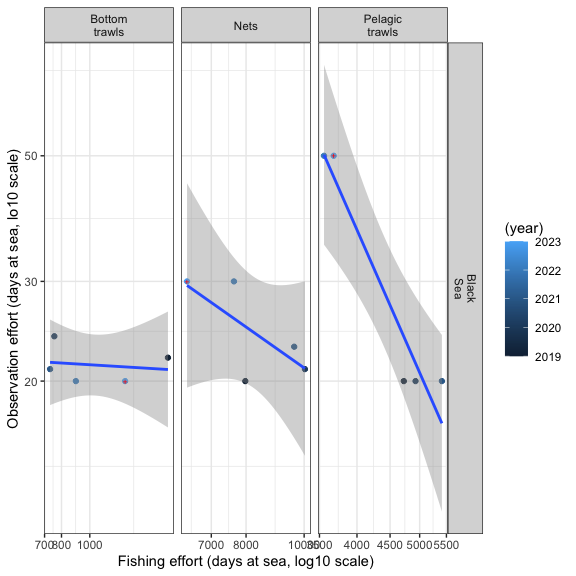 Bottom
trawls
Nets
Pelagic
trawls
50
30
20
Observation effort (days at sea, lo10 scale)
Black
Sea
(year)
2023
2022
2021
2020
2019
700 800 1000
7000 8000
4000 4500 5000 5500
Fishing effort (days at sea, log10 scale)